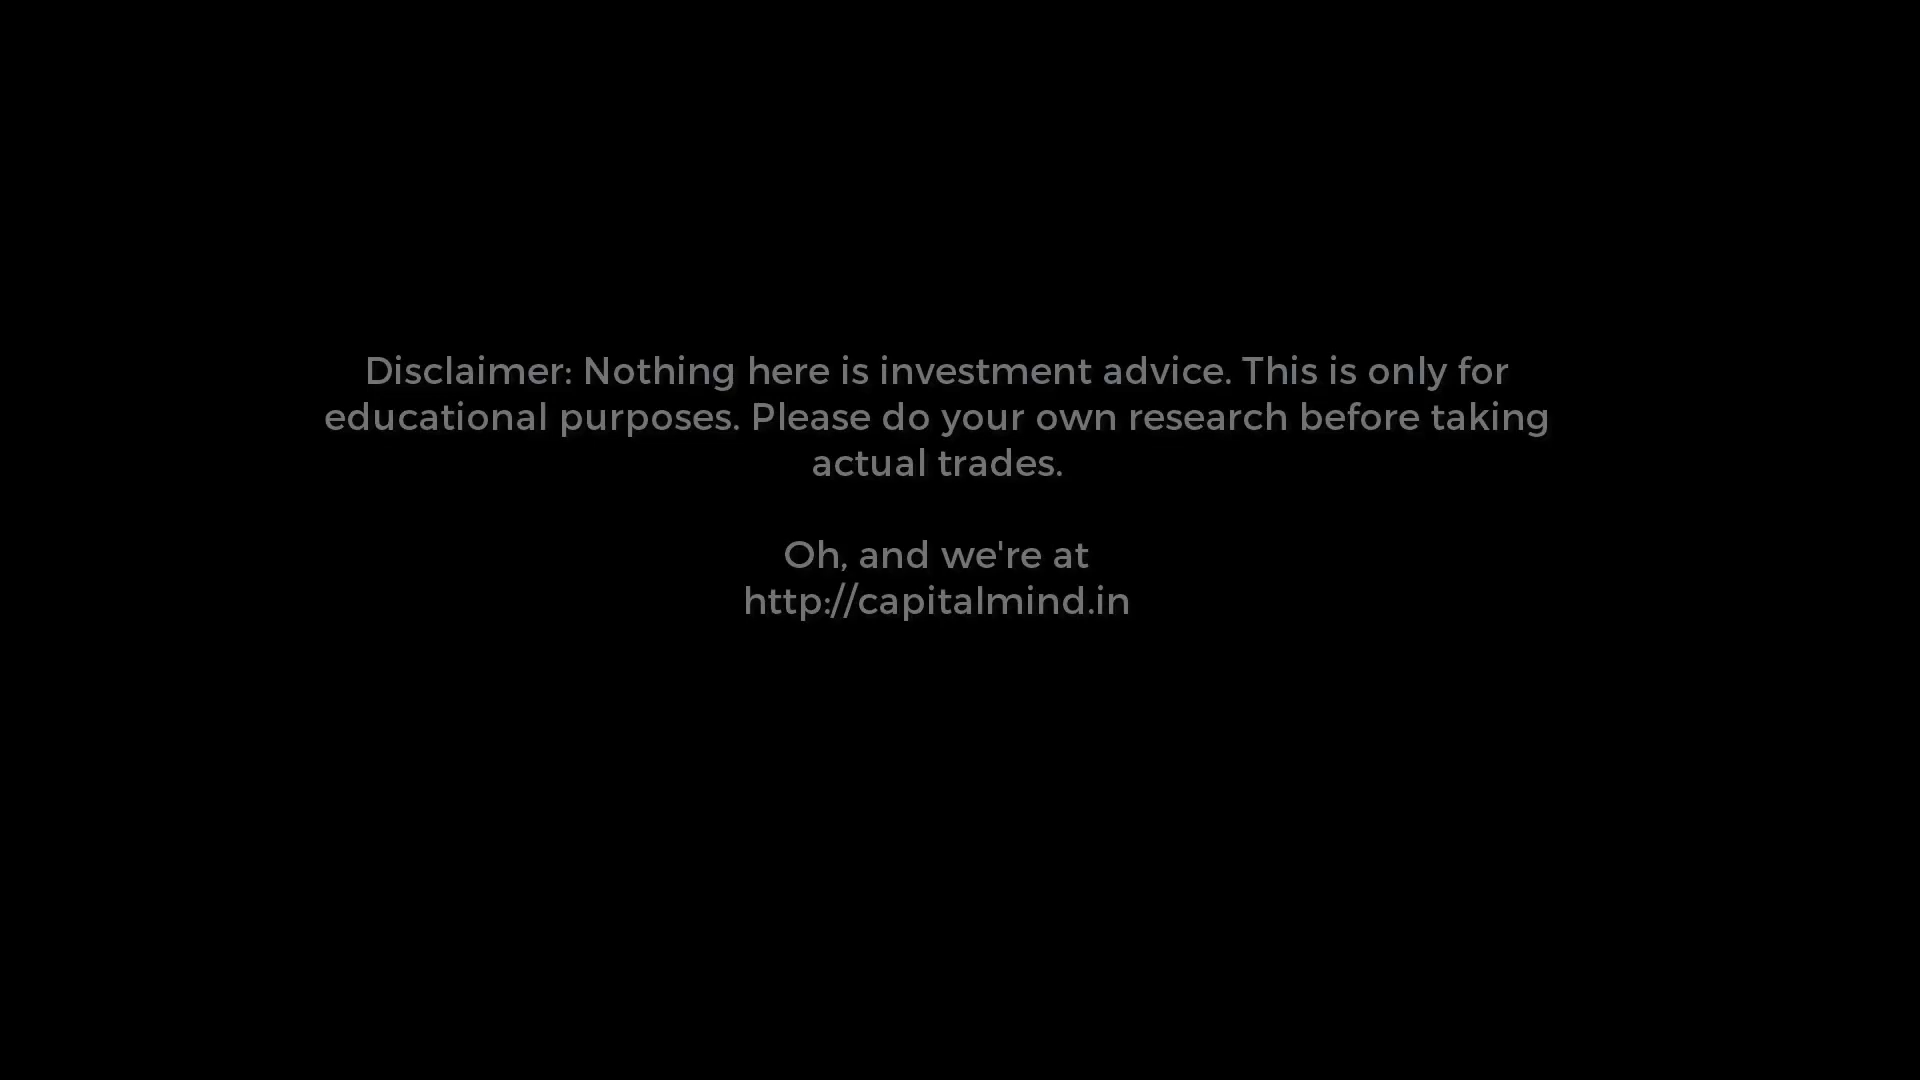 Disclaimer: Nothing here is investment advice. This is only for
educational purposes. Please do your own research before taking
actual trades.
Oh, and we're at
http://capitalmind.in